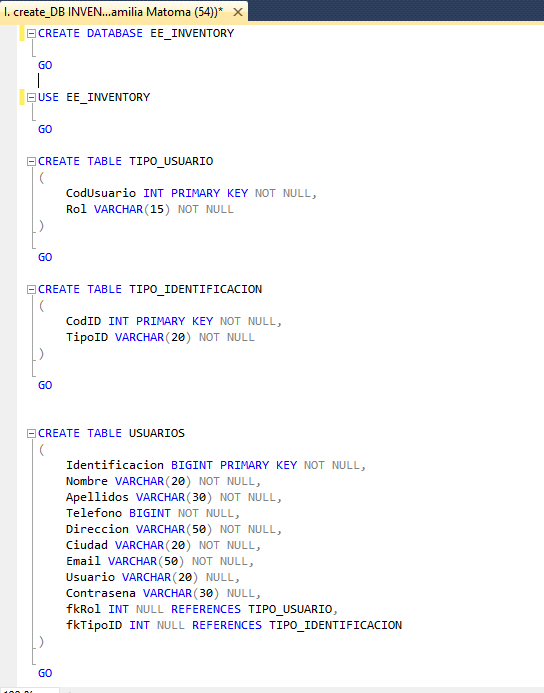 I. create_DB INVEN...amilia Matoma (54))* ×
CREATE DATABASE EE_INVENTORY
GO
USE EE_INVENTORY
GO
CREATE TABLE TIPO_USUARIO
(
CodUsuario INT PRIMARY KEY NOT NULL,
Rol VARCHAR(15) NOT NULL
)
GO
CREATE TABLE TIPO_IDENTIFICACION
(
CodID INT PRIMARY KEY NOT NULL,
TipoID VARCHAR(20) NOT NULL
)
GO
CREATE TABLE USUARIOS
(
Identificacion BIGINT PRIMARY KEY NOT NULL,
Nombre VARCHAR(20) NOT NULL,
Apellidos VARCHAR(30) NOT NULL,
Telefono BIGINT NOT NULL,
Direccion VARCHAR(50) NOT NULL,
Ciudad VARCHAR(20) NOT NULL,
Email VARCHAR(50) NOT NULL,
Usuario VARCHAR(20) NULL,
Contrasena VARCHAR(30) NULL,
fkRol INT NULL REFERENCES TIPO_USUARIO,
fkTipoID INT NULL REFERENCES TIPO_IDENTIFICACION
)
GO